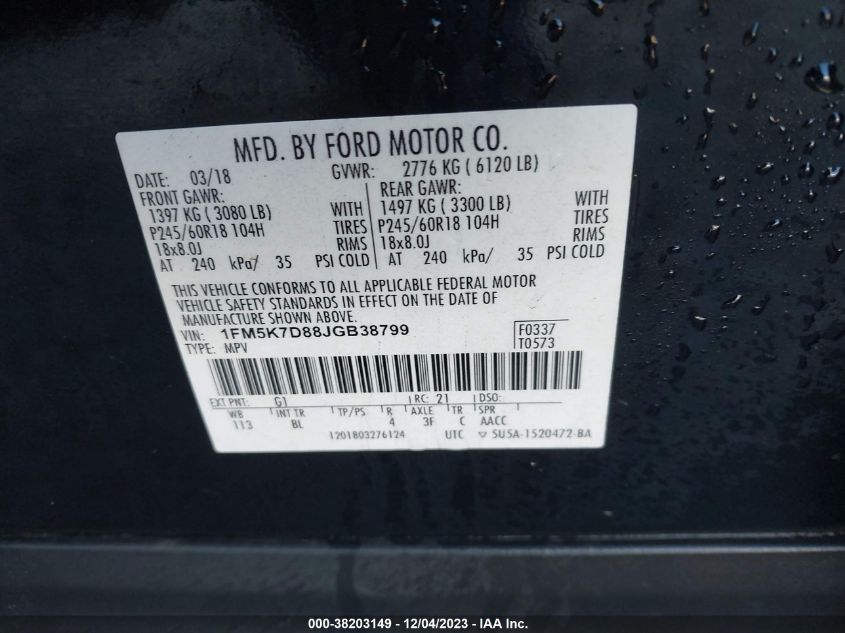 MFD. BY FORD MOTOR CO.
DATE: 03/18 GVWR: 2776 KG ( 6120 LB)
FRONT GAWR: REAR GAWR:
1397 KG ( 3080 LB) WITH 1497 KG ( 3300 LB) WITH
P245/60R18 104H TIRES P245/60R18 104H TIRES
18x8.0J RIMS 18x8.0J RIMS
AT 240 kPa/ 35 PSI COLD AT 240 kPa/ 35 PSI COLD
THIS VEHICLE CONFORMS TO ALL APPLICABLE FEDERAL MOTOR
VEHICLE SAFETY STANDARDS IN EFFECT ON THE DATE OF
MANUFACTURE SHOWN ABOVE.
VIN: 1FM5K7D88JGB38799 F0337
TYPE: MPV T0573
EXT PNT: G1 RC: 21 DSO:
WB INT TR TP/PS R AXLE TR SPR
113 BL 4 3F C AACC
1201803276124 UTC 5U5A-1520472-BA
000-38203149 - 12/04/2023 - IAA Inc.